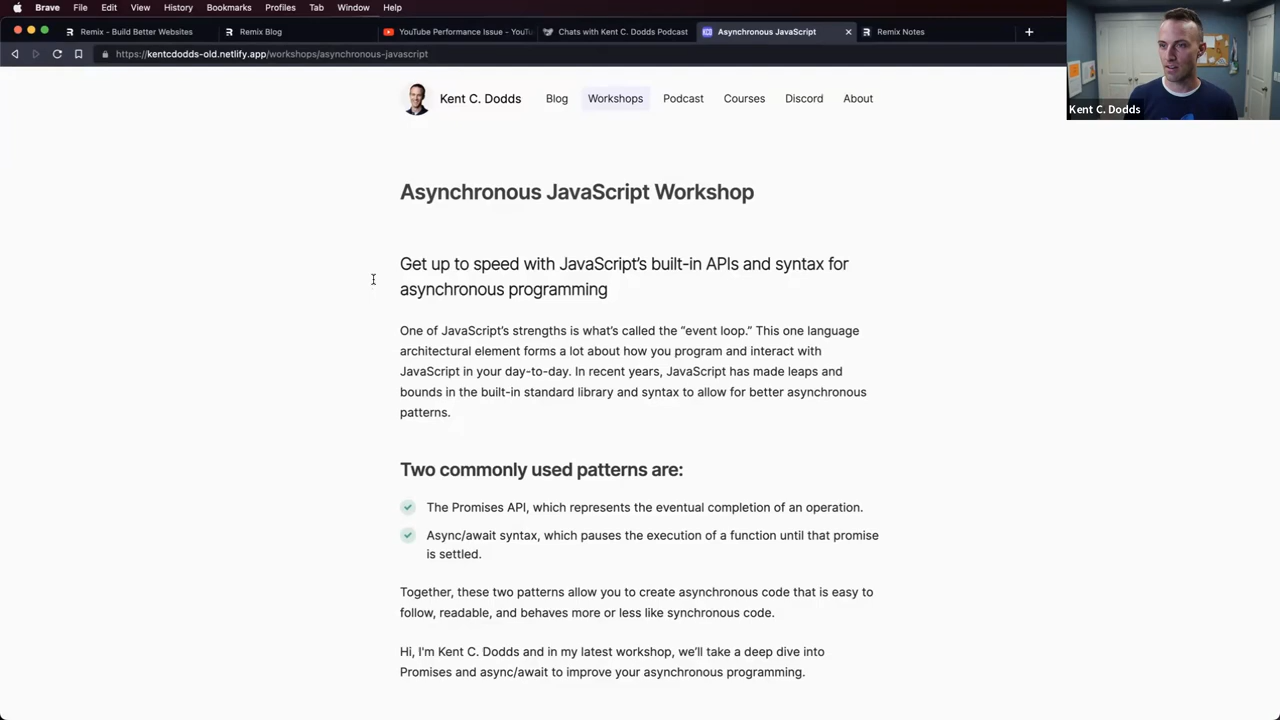 Brave File Edit View History Bookmarks Profiles Tab Window Help
Remix - Build Better Websites Remix Blog YouTube Performance Issue - YouTu Chats with Kent C. Dodds Podcast Asynchronous JavaScript Remix Notes
https://kentcdodds-old.netlify.app/workshops/asynchronous-javascript
Kent C. Dodds
Kent C. Dodds Blog Workshops Podcast Courses Discord About
Asynchronous JavaScript Workshop
Get up to speed with JavaScript’s built-in APIs and syntax for
asynchronous programming
One of JavaScript’s strengths is what’s called the “event loop.” This one language
architectural element forms a lot about how you program and interact with
JavaScript in your day-to-day. In recent years, JavaScript has made leaps and
bounds in the built-in standard library and syntax to allow for better asynchronous
patterns.
Two commonly used patterns are:
The Promises API, which represents the eventual completion of an operation.
Async/await syntax, which pauses the execution of a function until that promise
is settled.
Together, these two patterns allow you to create asynchronous code that is easy to
follow, readable, and behaves more or less like synchronous code.
Hi, I'm Kent C. Dodds and in my latest workshop, we’ll take a deep dive into
Promises and async/await to improve your asynchronous programming.